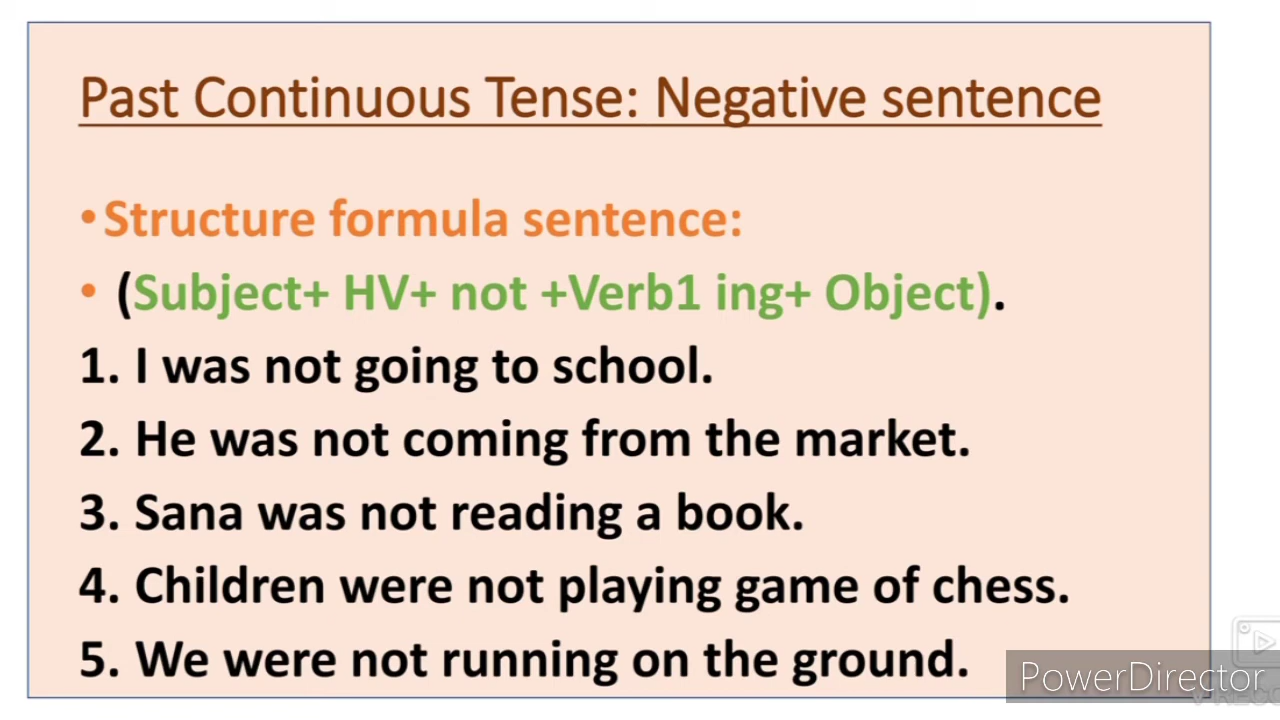 Past Continuous Tense: Negative sentence
• Structure formula sentence:
• (Subject+ HV+ not +Verb1 ing+ Object).
1. I was not going to school.
2. He was not coming from the market.
3. Sana was not reading a book.
4. Children were not playing game of chess.
5. We were not running on the ground.
PowerDirector